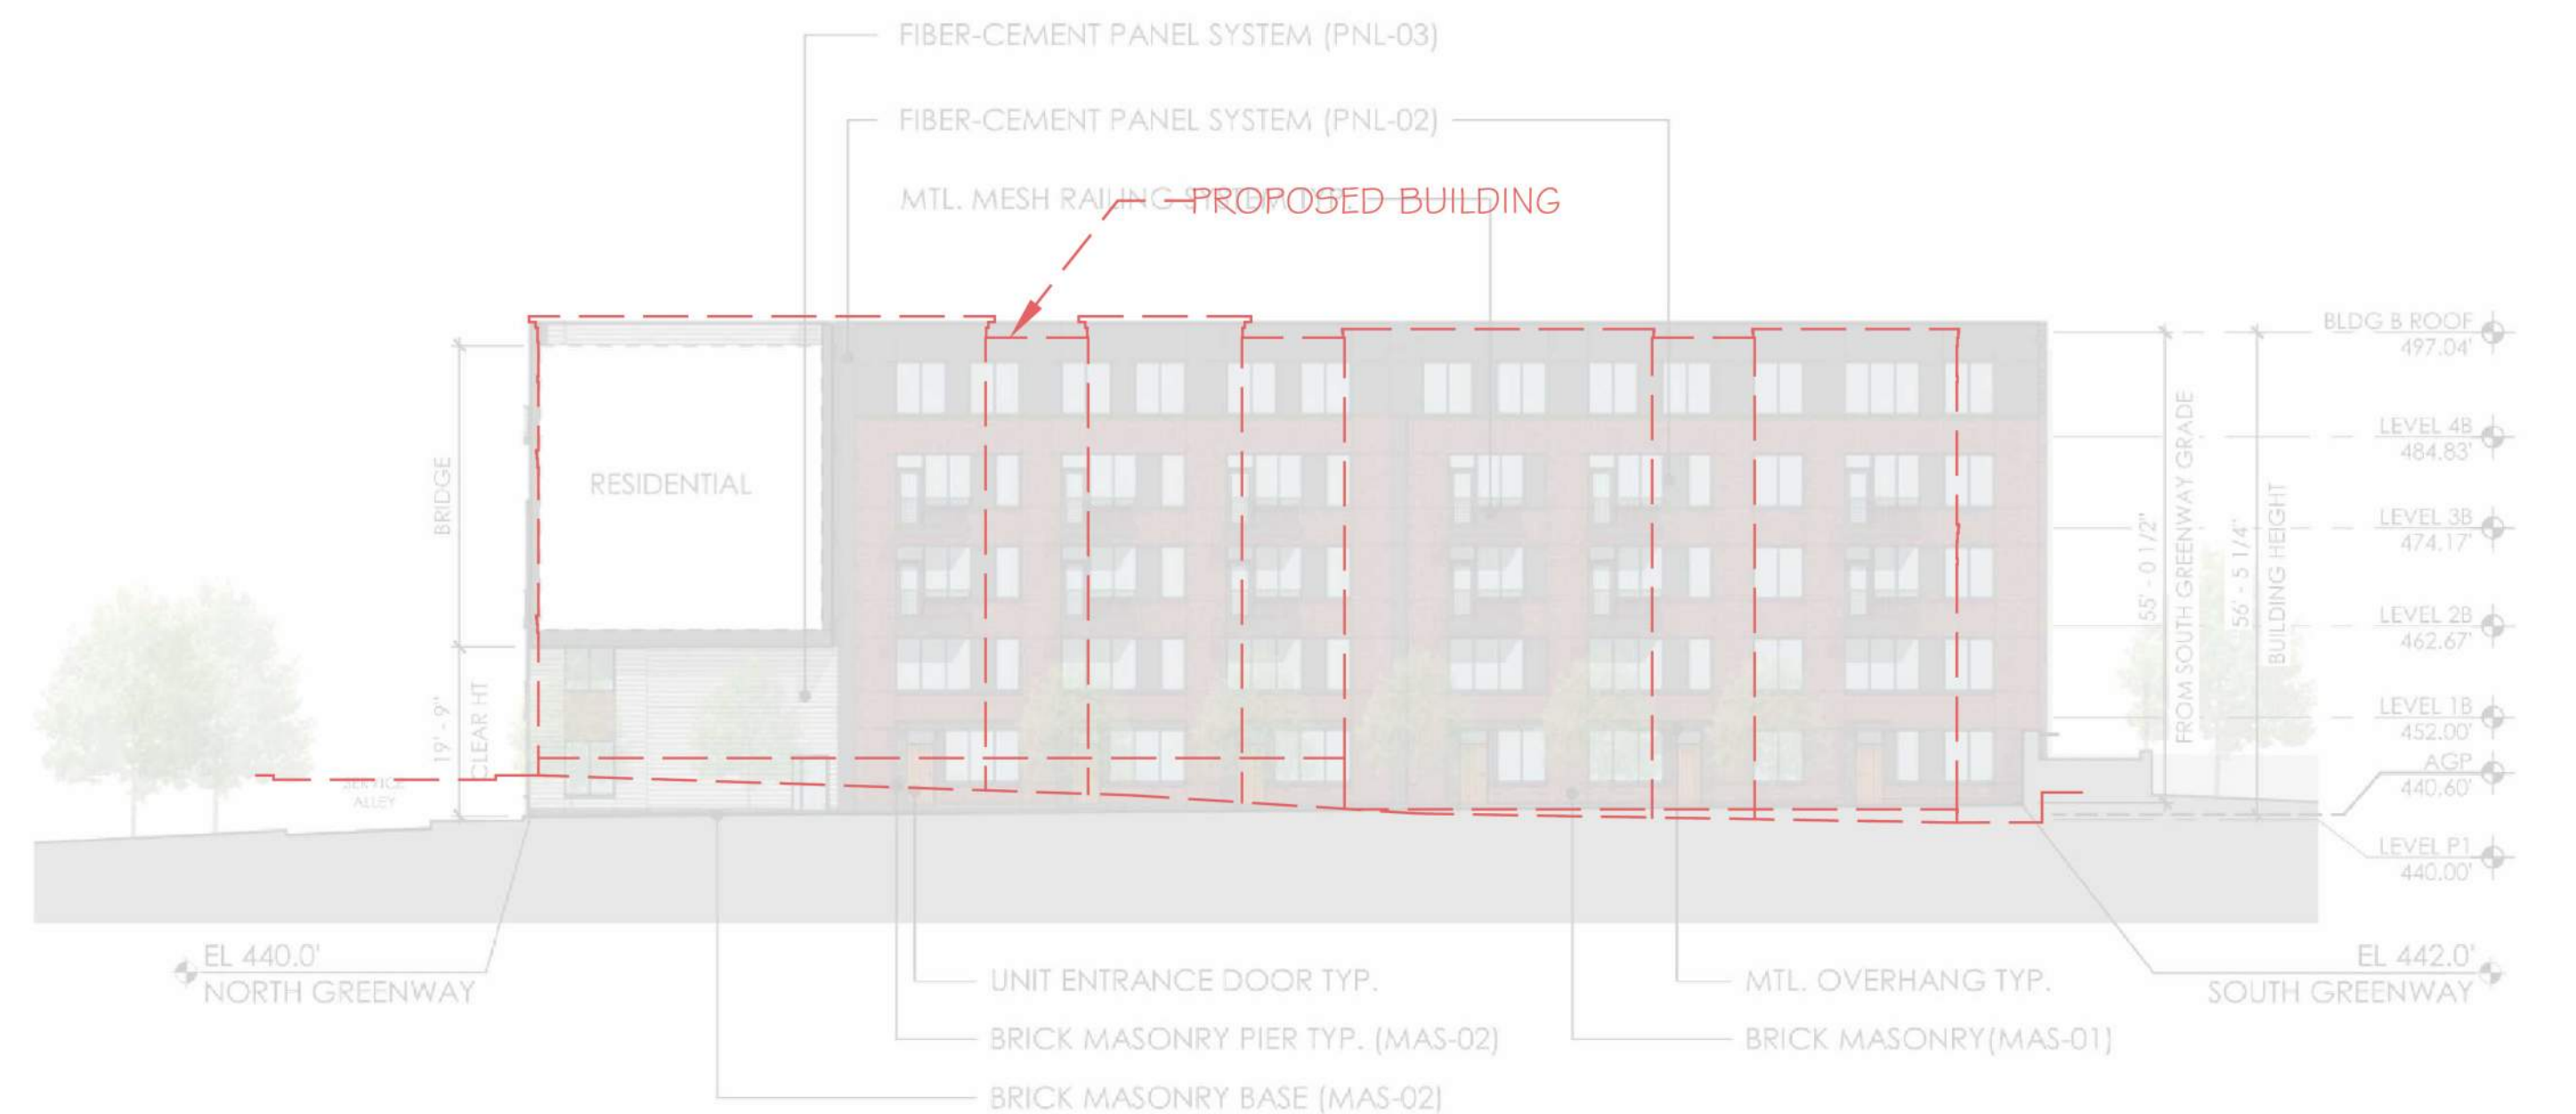 FIBER-CEMENT PANEL SYSTEM (PNL-03)
FIBER-CEMENT PANEL SYSTEM (PNL-02)
MTL. MESH RAILING SYSTEM TYP.
PROPOSED BUILDING
BLDG B ROOF
497.04'
LEVEL 4B
484.83'
LEVEL 3B
474.17'
LEVEL 2B
462.67'
LEVEL 1B
452.00'
AGP
440.60'
LEVEL P1
440.00'
BRIDGE
RESIDENTIAL
19' - 9"
CLEAR HT
SERVICE
ALLEY
55' - 0 1/2"
FROM SOUTH GREENWAY GRADE
56' - 5 1/4"
BUILDING HEIGHT
EL 440.0'
NORTH GREENWAY
UNIT ENTRANCE DOOR TYP.
BRICK MASONRY PIER TYP. (MAS-02)
BRICK MASONRY BASE (MAS-02)
MTL. OVERHANG TYP.
BRICK MASONRY(MAS-01)
EL 442.0'
SOUTH GREENWAY